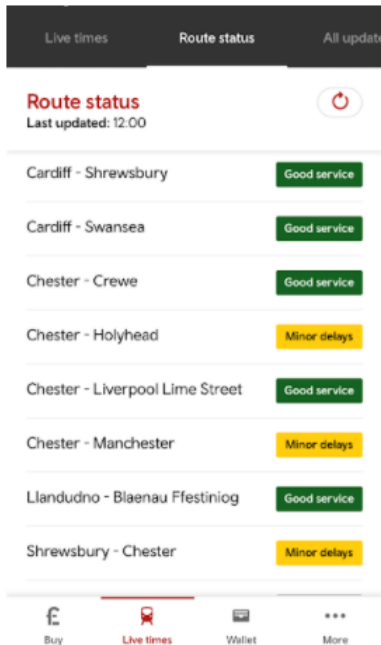 Live times Route status All update
Route status
Last updated: 12:00
Cardiff - Shrewsbury Good service
Cardiff - Swansea Good service
Chester - Crewe Good service
Chester - Holyhead Minor delays
Chester - Liverpool Lime Street Good service
Chester - Manchester Minor delays
Llandudno - Blaenau Ffestiniog Good service
Shrewsbury - Chester Minor delays
£
Buy Live times Wallet More